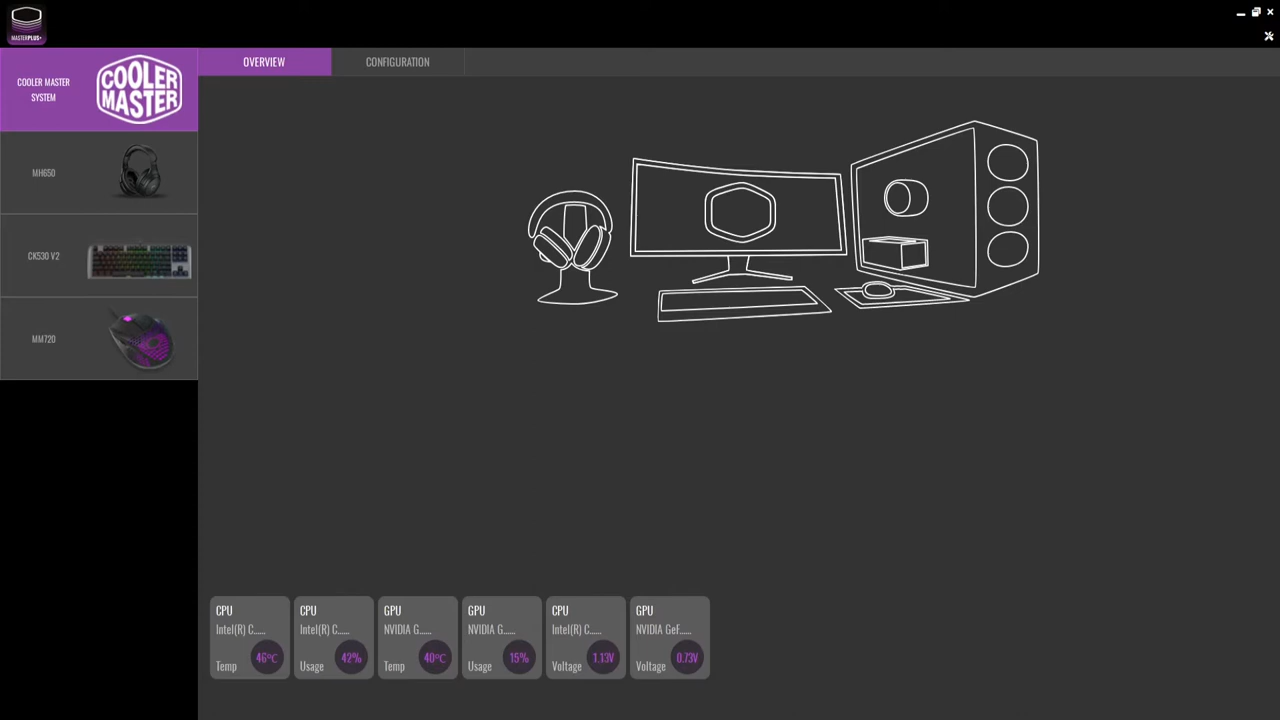 MASTERPLUS+
COOLER MASTER
SYSTEM
COOLER
MASTER
OVERVIEW
CONFIGURATION
MH650
CK530 V2
MM720
CPU
Intel(R) C......
Temp
46°C
CPU
Intel(R) C......
Usage
42%
GPU
NVIDIA G......
Temp
40°C
GPU
NVIDIA G......
Usage
15%
CPU
Intel(R) C......
Voltage
1.13V
GPU
NVIDIA GeF......
Voltage
0.73V